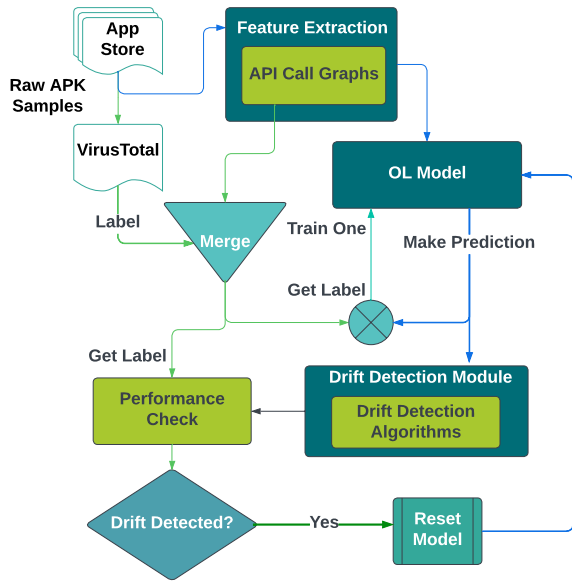 App
Store
Feature Extraction
API Call Graphs
Raw APK
Samples
VirusTotal
OL Model
Label
Merge
Train One
Make Prediction
Get Label
Get Label
Drift Detection Module
Drift Detection
Algorithms
Performance
Check
Drift Detected?
Yes
Reset
Model